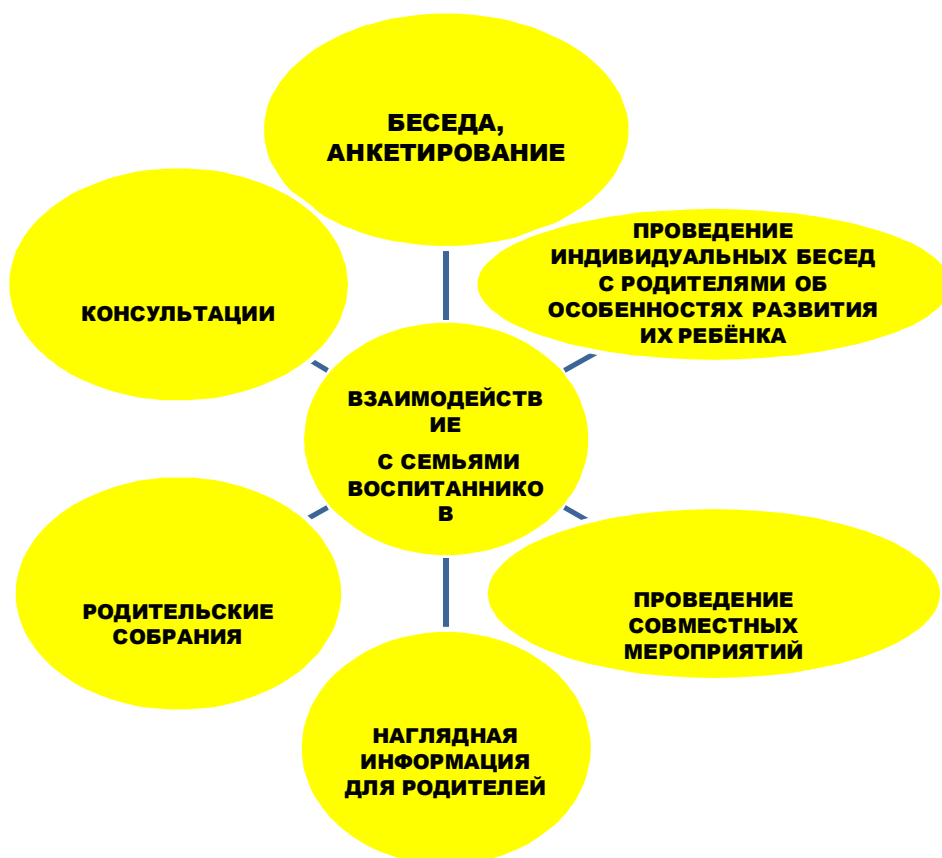 БЕСЕДА,
АНКЕТИРОВАНИЕ
ПРОВЕДЕНИЕ
ИНДИВИДУАЛЬНЫХ БЕСЕД
С РОДИТЕЛЯМИ ОБ
ОСОБЕННОСТЯХ РАЗВИТИЯ
ИХ РЕБЁНКА
КОНСУЛЬТАЦИИ
ВЗАИМОДЕЙСТВ
ИЕ
С СЕМЬЯМИ
ВОСПИТАННИКО
В
РОДИТЕЛЬСКИЕ
СОБРАНИЯ
ПРОВЕДЕНИЕ
СОВМЕСТНЫХ
МЕРОПРИЯТИЙ
НАГЛЯДНАЯ
ИНФОРМАЦИЯ
ДЛЯ РОДИТЕЛЕЙ